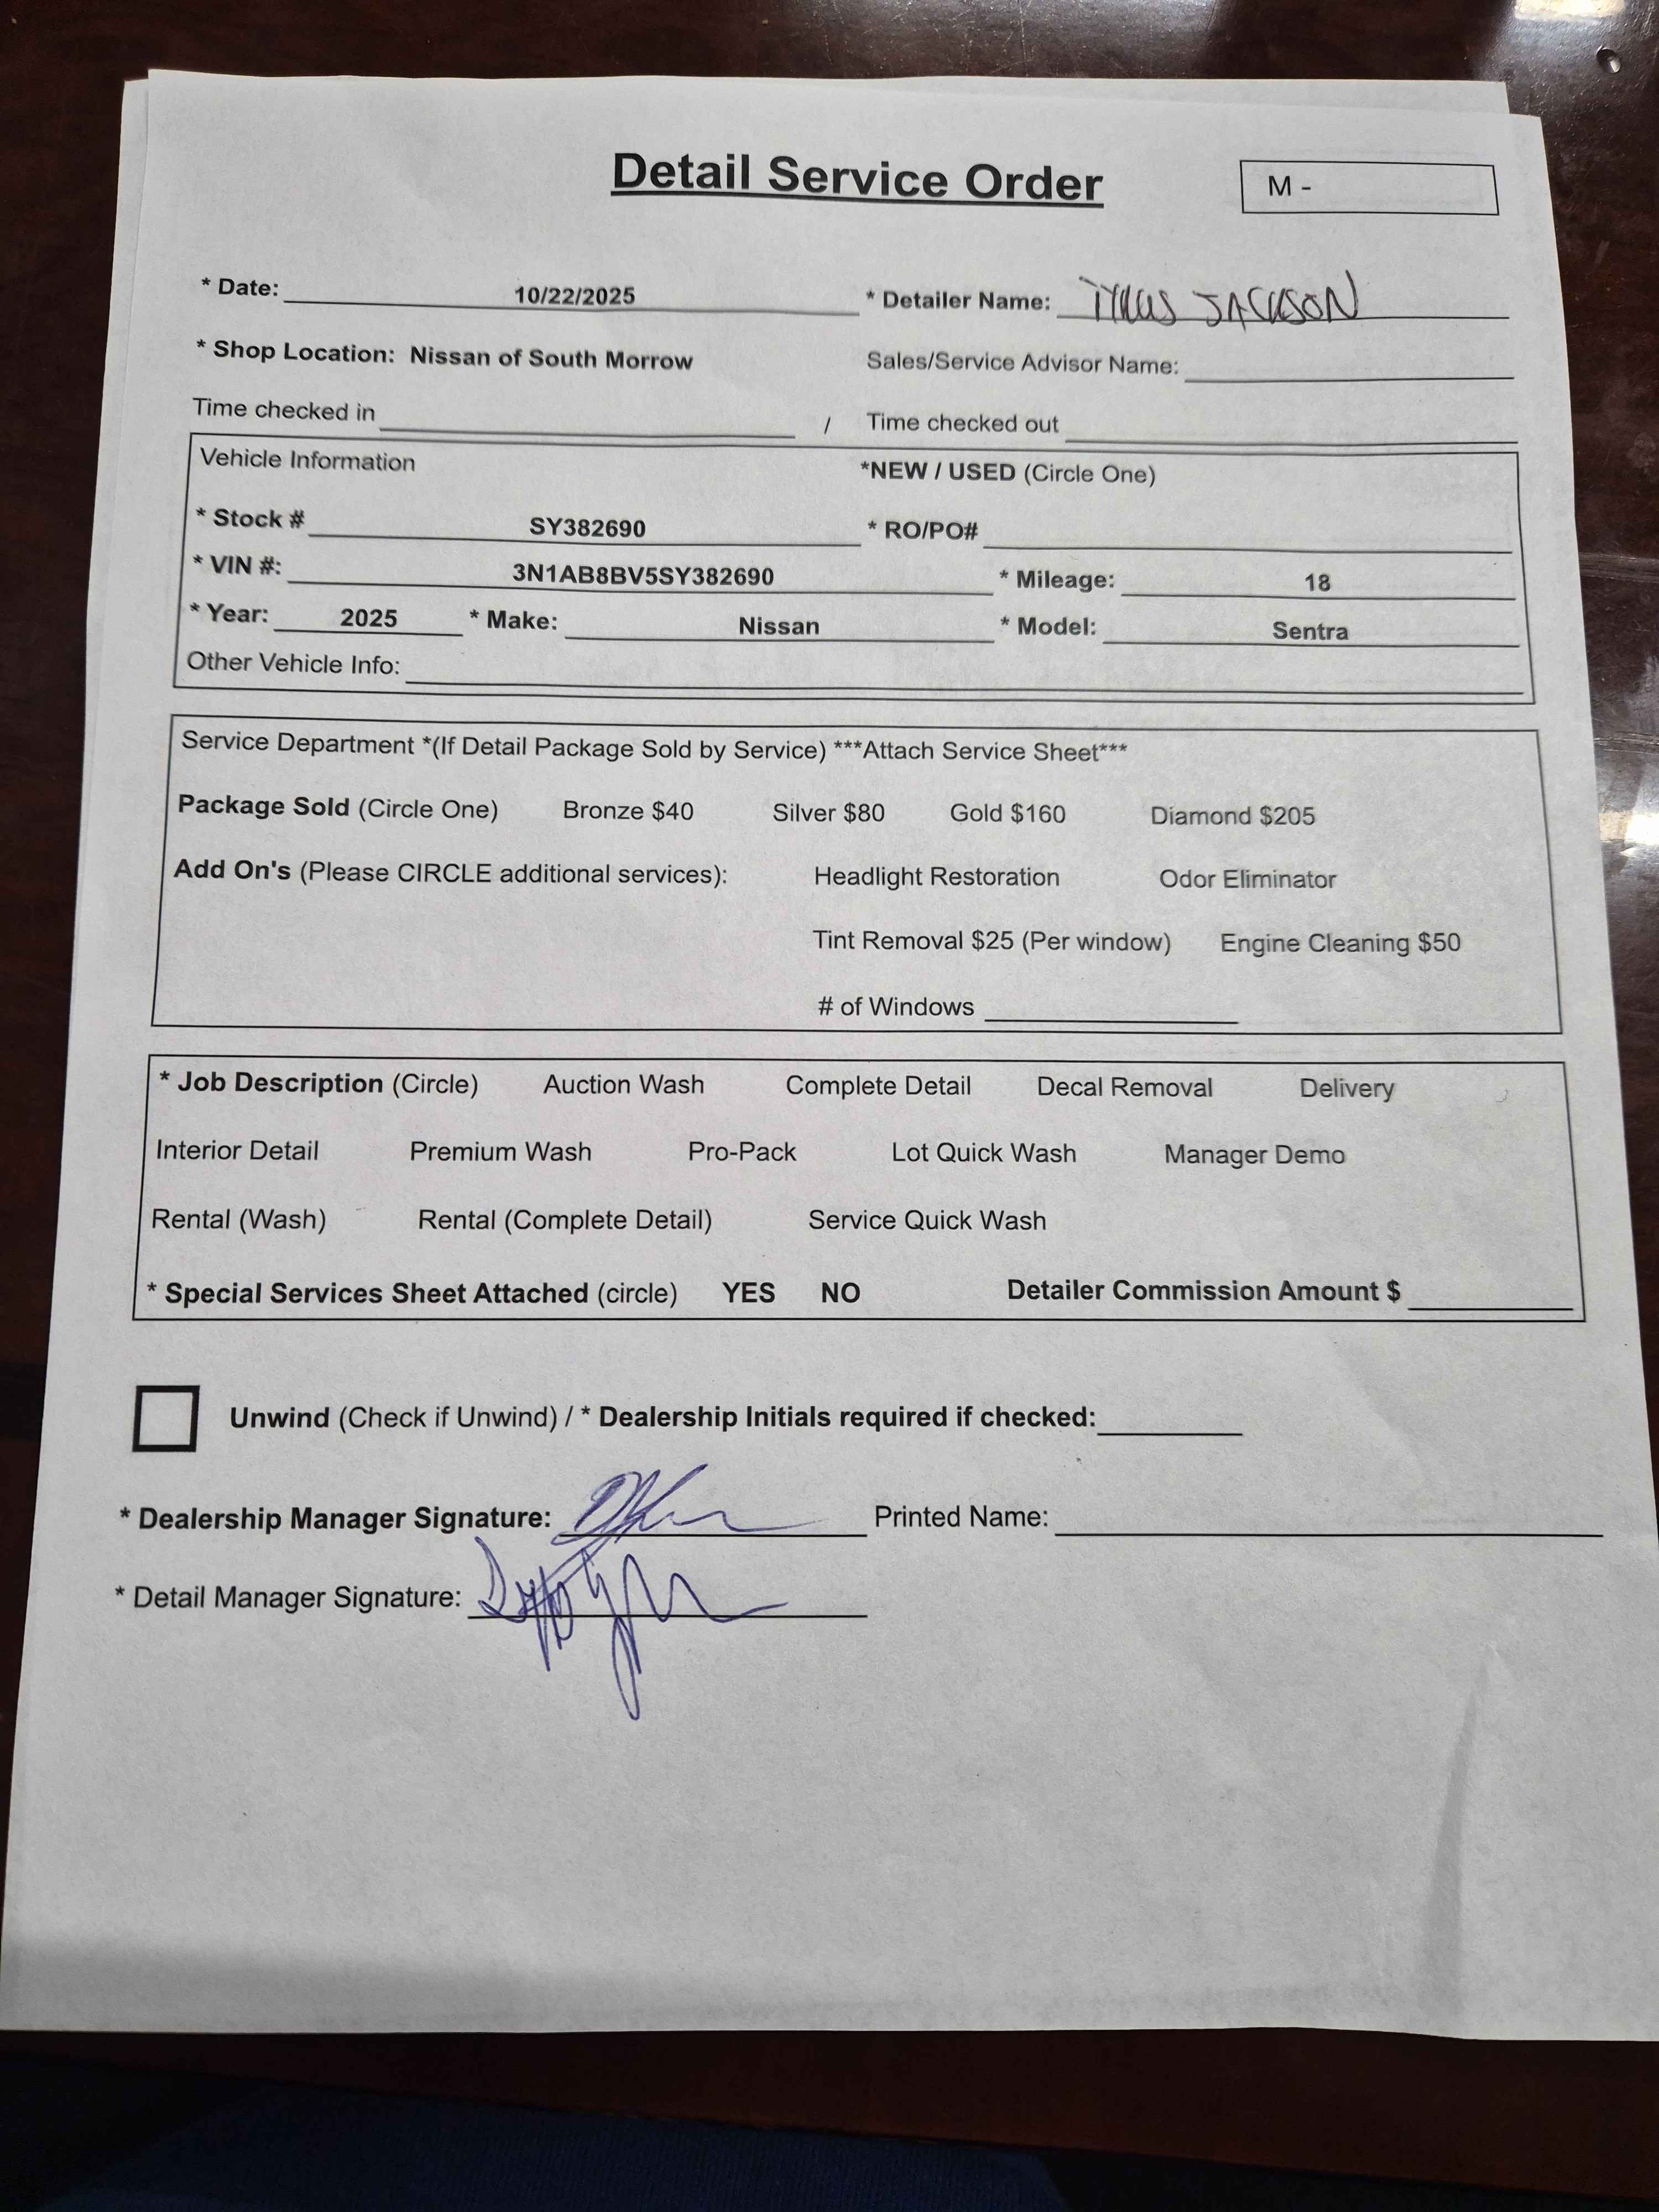 Detail Service Order
M -
* Date: 10/22/2025 * Detailer Name: JACKSON
* Shop Location: Nissan of South Morrow Sales/Service Advisor Name:
Time checked in / Time checked out
Vehicle Information *NEW / USED (Circle One)
* Stock # SY382690 * RO/PO#
* VIN #: 3N1AB8BV5SY382690 * Mileage: 18
* Year: 2025 * Make: Nissan * Model: Sentra
Other Vehicle Info:
Service Department *(If Detail Package Sold by Service) ***Attach Service Sheet***
Package Sold (Circle One) Bronze $40 Silver $80 Gold $160 Diamond $205
Add On's (Please CIRCLE additional services): Headlight Restoration Odor Eliminator
Tint Removal $25 (Per window) Engine Cleaning $50
# of Windows
* Job Description (Circle) Auction Wash Complete Detail Decal Removal Delivery
Interior Detail Premium Wash Pro-Pack Lot Quick Wash Manager Demo
Rental (Wash) Rental (Complete Detail) Service Quick Wash
* Special Services Sheet Attached (circle) YES NO Detailer Commission Amount $
Unwind (Check if Unwind) / * Dealership Initials required if checked:
* Dealership Manager Signature: Printed Name:
* Detail Manager Signature: